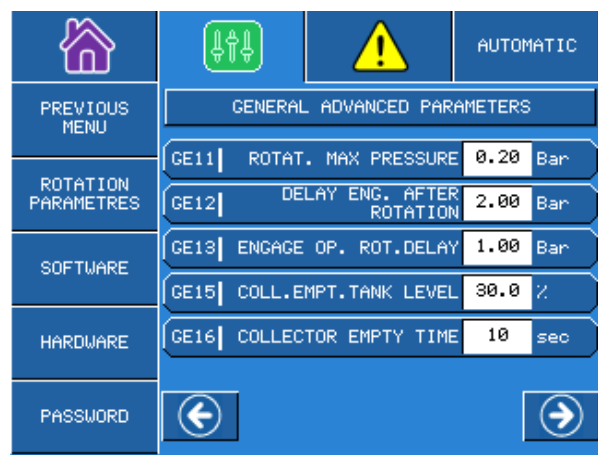 AUTOMATIC
PREVIOUS
MENU
GENERAL ADVANCED PARAMETERS
GE11 ROTAT. MAX PRESSURE 0.20 Bar
ROTATION
PARAMETRES
GE12 DELAY ENG. AFTER
ROTATION 2.00 Bar
GE13 ENGAGE OP. ROT.DELAY 1.00 Bar
SOFTWARE
GE15 COLL.EMPT.TANK LEVEL 30.0 %
HARDWARE
GE16 COLLECTOR EMPTY TIME 10 sec
PASSWORD